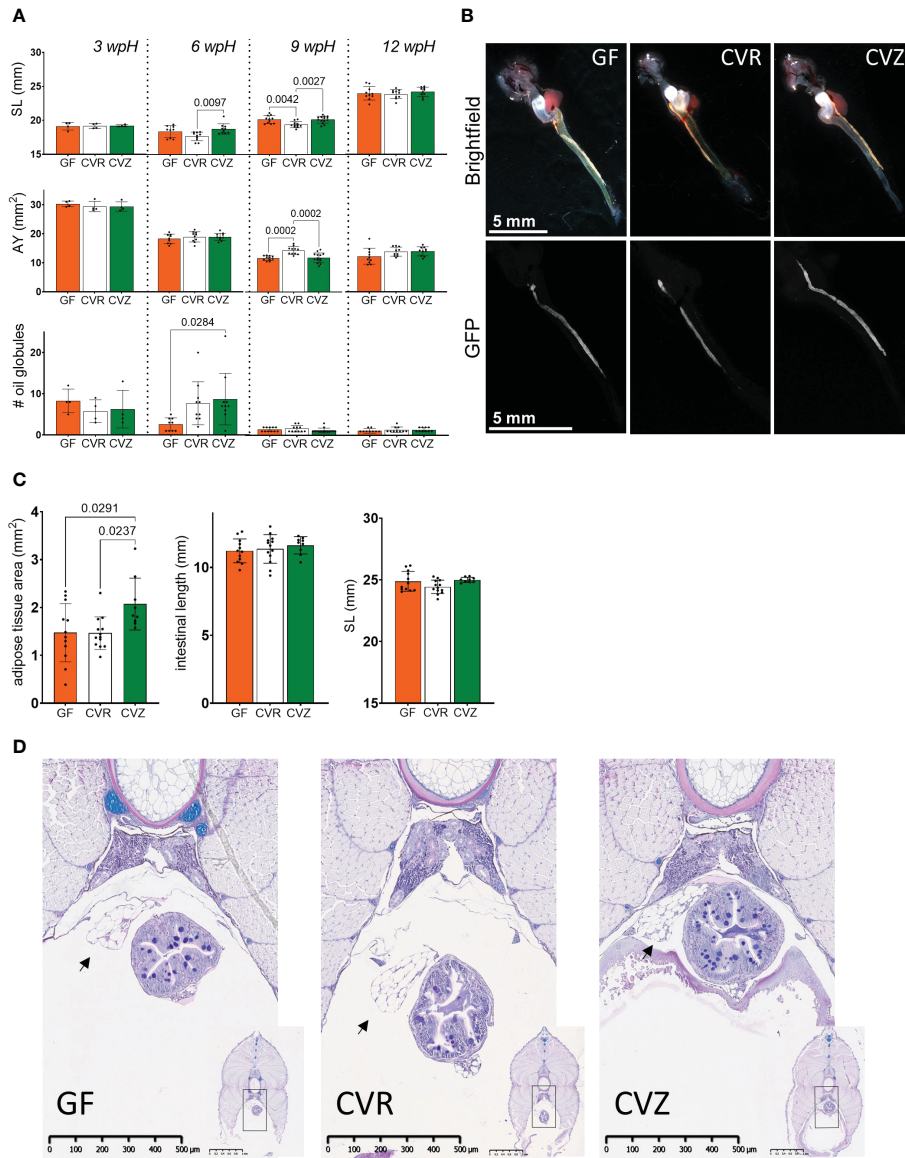 A
3 wpH 6 wpH 9 wpH 12 wpH
SL (mm)
30
25
20
15
0.0097
0.0042
0.0027
GF CVR CVZ GF CVR CVZ GF CVR CVZ GF CVR CVZ
AY (mm²)
30
20
10
0
0.0002
0.0002
GF CVR CVZ GF CVR CVZ GF CVR CVZ GF CVR CVZ
# oil globules
20
10
0
0.0284
GF CVR CVZ GF CVR CVZ GF CVR CVZ GF CVR CVZ
B
GF CVR CVZ
Brightfield
5 mm
GFP
5 mm
C
adipose tissue area (mm²)
4
3
2
1
0
0.0291
0.0237
GF CVR CVZ
intestinal length (mm)
10
5
0
GF CVR CVZ
SL (mm)
30
25
20
15
GF CVR CVZ
D
GF
0 100 200 300 400 500 µm
CVR
0 100 200 300 400 500 µm
CVZ
0 100 200 300 400 500 µm